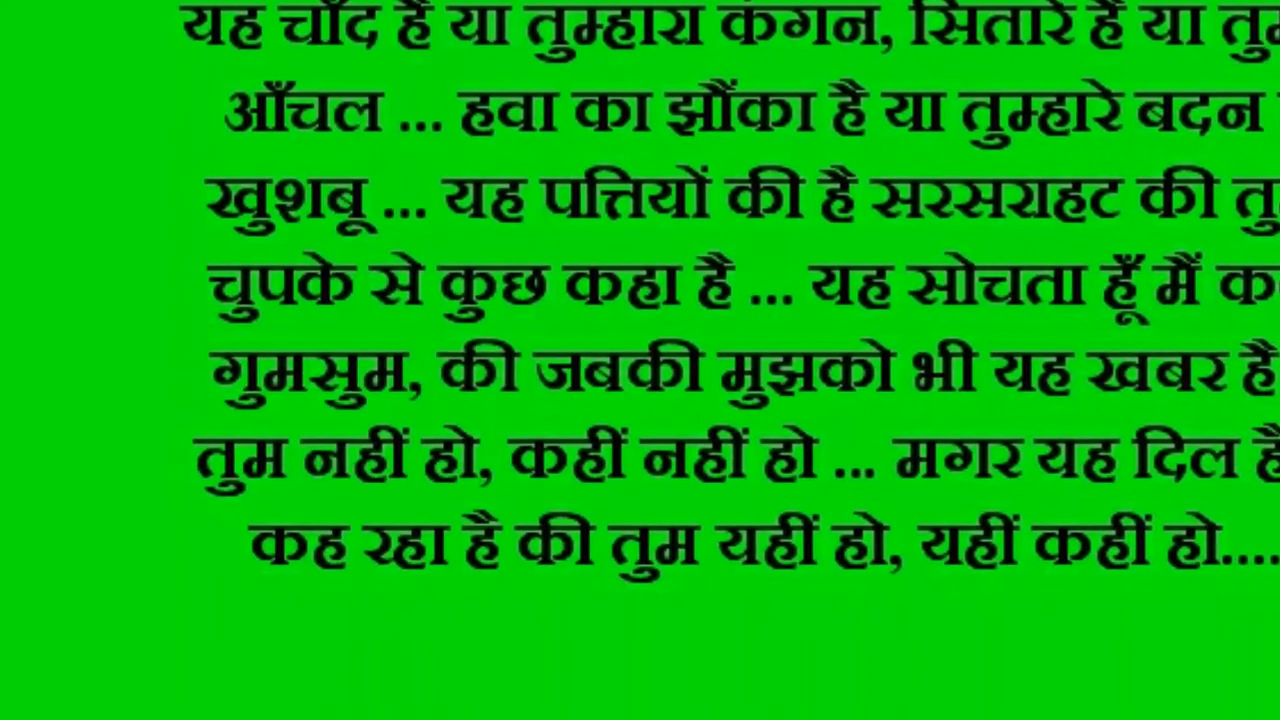 यह चाँद है या तुम्हारा कंगन, सितारे है या
आँचल ... हवा का झौंका है या तुम्हारे बदन
खुशबू ... यह पत्तियों की है सरसराहट की
चुपके से कुछ कहा है ... यह सोचता हूँ मैं
गुमसुम, की जबकी मुझको भी यह खबर है
तुम नहीं हो, कहीं नहीं हो ... मगर यह दिल है
कह रहा है की तुम यहीं हो, यहीं कहीं हो....